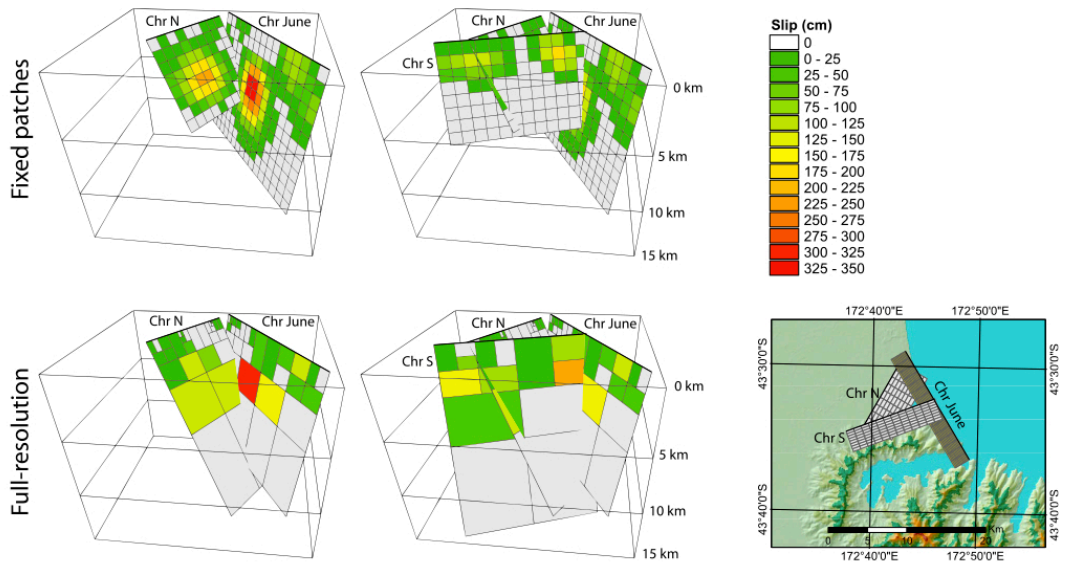 Fixed patches
Chr N
Chr June
0 km
5 km
10 km
15 km
Chr N
Chr June
Chr S
Slip (cm)
0
0 - 25
25 - 50
50 - 75
75 - 100
100 - 125
125 - 150
150 - 175
175 - 200
200 - 225
225 - 250
250 - 275
275 - 300
300 - 325
325 - 350
Full-resolution
Chr N
Chr June
0 km
5 km
10 km
15 km
Chr N
Chr June
Chr S
172°40'0"E
172°50'0"E
43°30'0"S
43°30'0"S
Chr N
Chr June
Chr S
43°40'0"S
43°40'0"S
Km
0
5
10
20
172°40'0"E
172°50'0"E